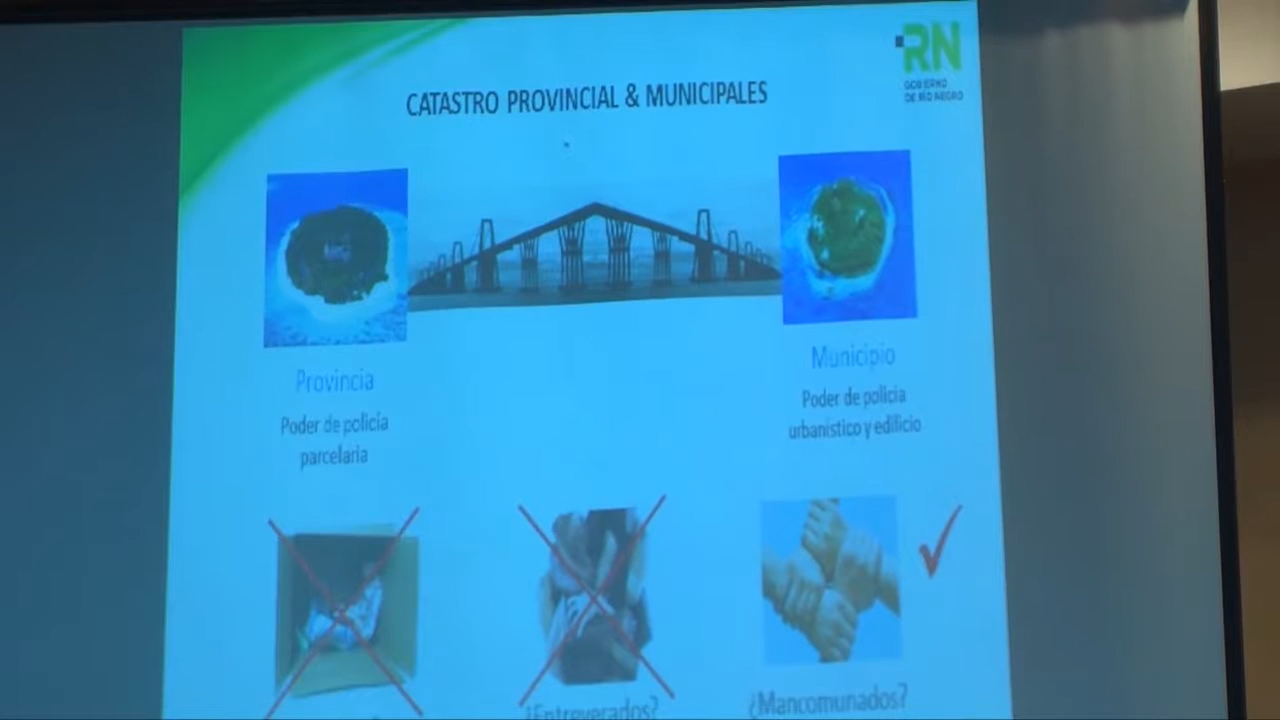 CATASTRO PROVINCIAL & MUNICIPALES
RN
GOBIERNO
DE RÍO NEGRO
Provincia
Poder de policía
parcelaria
Municipio
Poder de policia
urbanístico y edilicio
¿Entreverados?
¿Mancomunados?